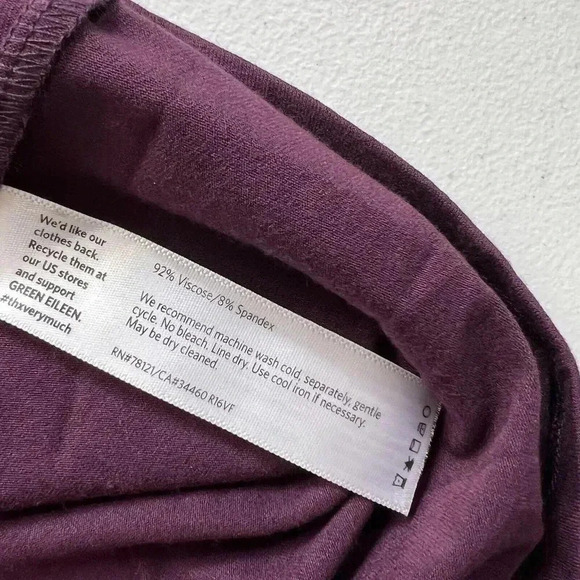 We'd like our
clothes back.
Recycle them at
our US stores
and support
GREEN EILEEN.
#thxverymuch
92% Viscose/8% Spandex
We recommend machine wash cold, separately, gentle
cycle. No bleach. Line dry. Use cool iron if necessary.
May be dry cleaned.
RN#78121/CA#34460 R16VF